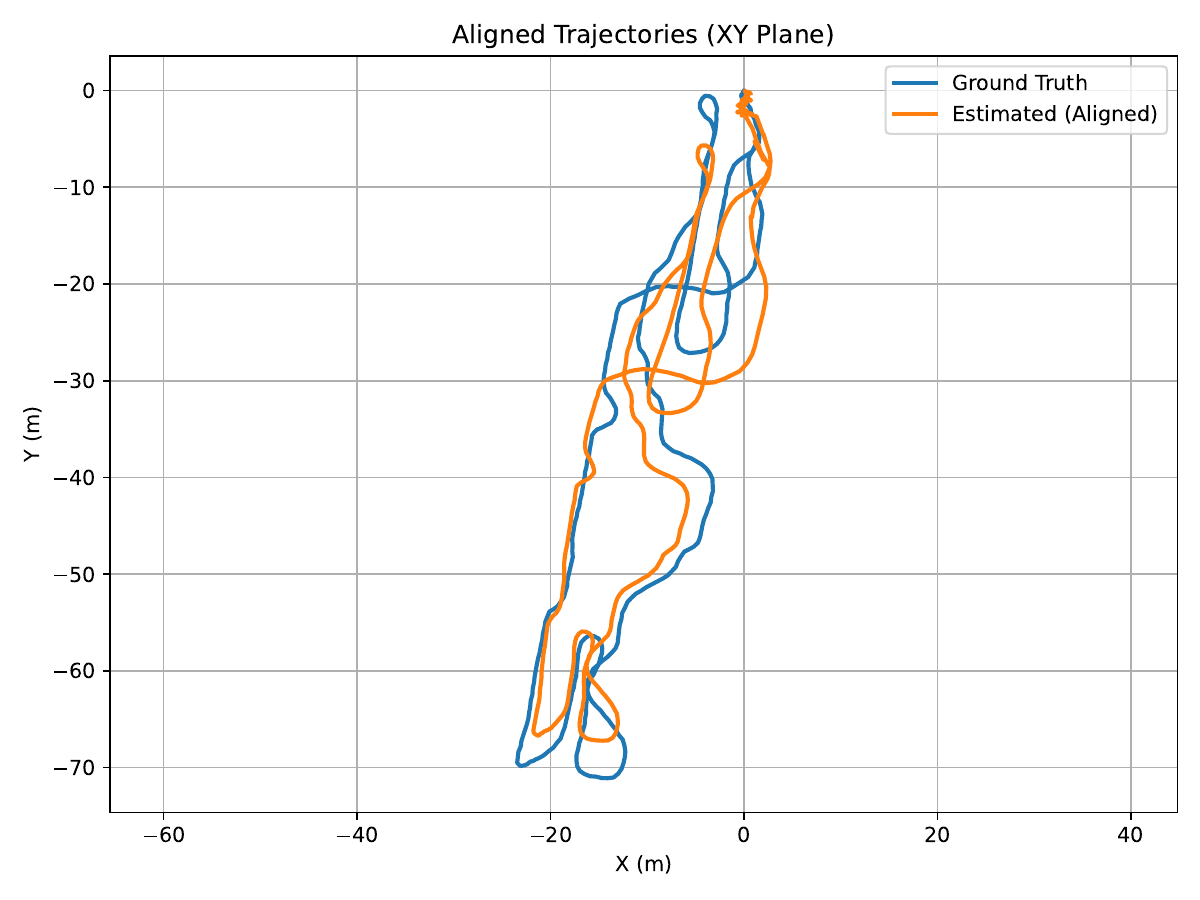 Aligned Trajectories (XY Plane)
Ground Truth
Estimated (Aligned)
0
−10
−20
−30
−40
−50
−60
−70
Y (m)
−60
−40
−20
0
20
40
X (m)